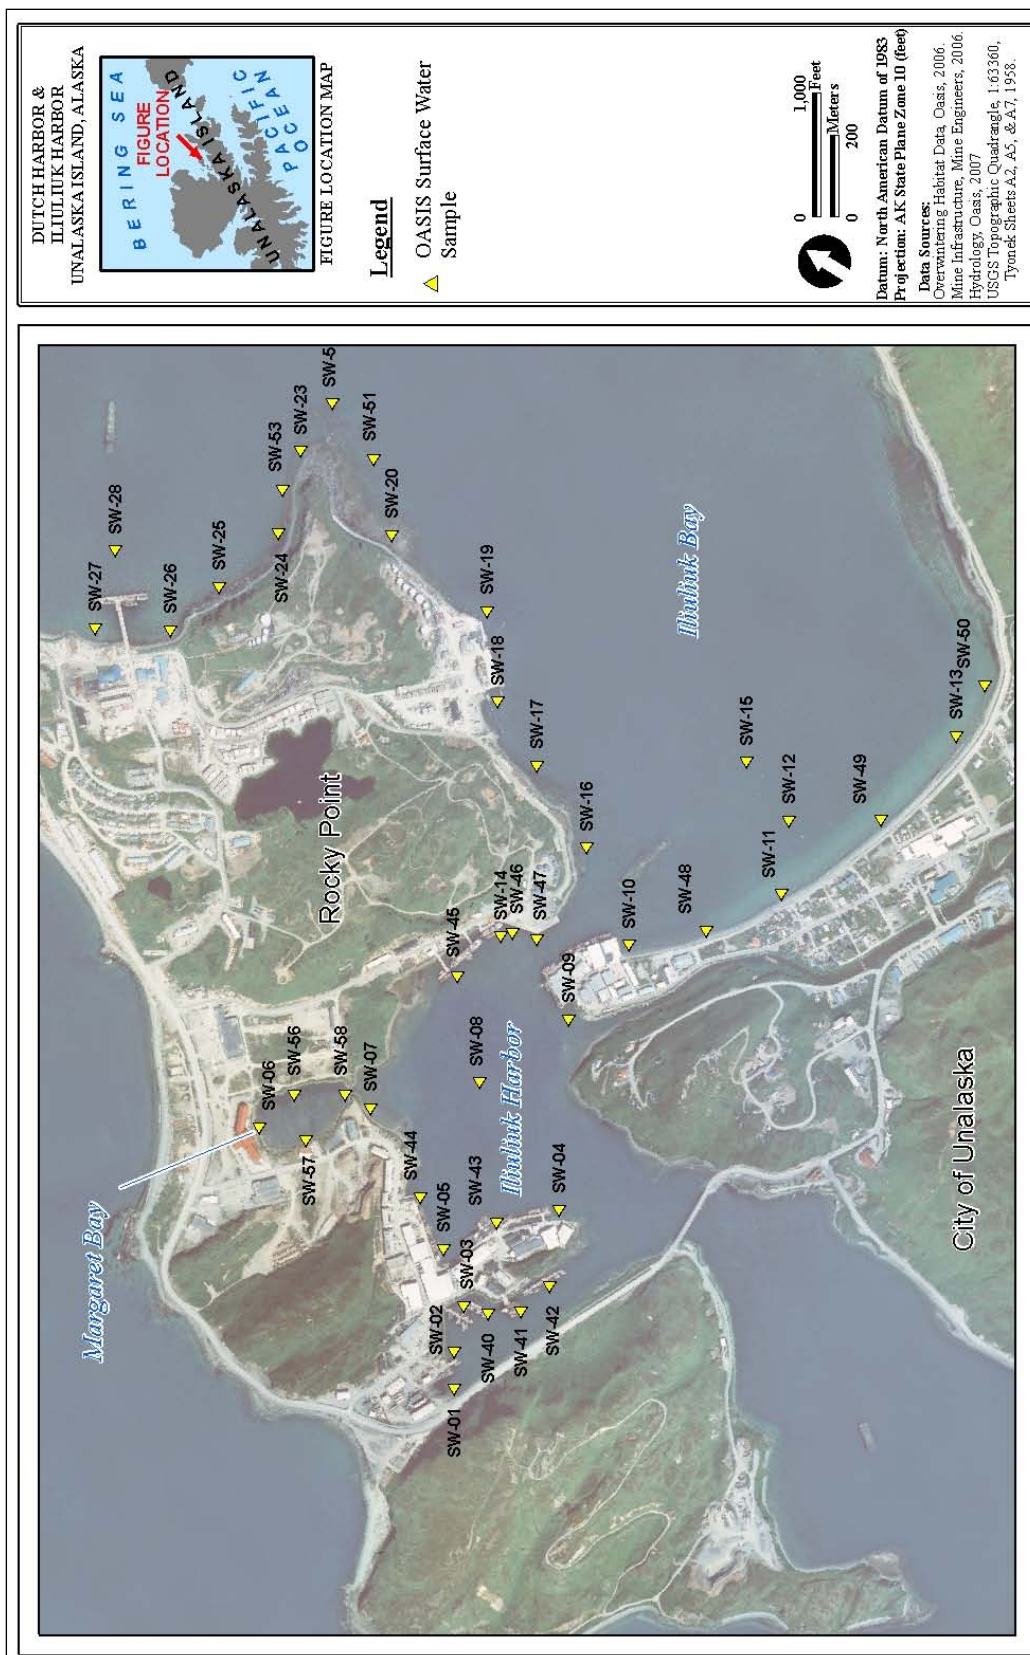 DUTCH HARBOR &
ILIULIUK HARBOR
UNALASKA ISLAND, ALASKA
BERING SEA
FIGURE
LOCATION
UNALASKA ISLAND
PACIFIC
OCEAN
FIGURE LOCATION MAP
Legend
OASIS Surface Water
Sample
0 1,000
Feet
Meters
0 200
Datum: North American Datum of 1983
Projection: AK State Plane Zone 10 (feet)
Data Sources:
Overwintering Habitat Data, Oasis, 2006.
Mine Infrastructure, Mine Engineers, 2006.
Hydrology, Oasis, 2007
USGS Topographic Quadrangle, 1:63360,
Tyonek Sheets A2, A5, & A7, 1958.
Margaret Bay
SW-27
SW-28
SW-26
SW-25
SW-24
SW-53
SW-23
SW-5
SW-51
SW-20
SW-19
SW-18
SW-17
SW-16
Rocky Point
SW-06
SW-56
SW-57
SW-58
SW-07
SW-44
SW-05
SW-43
SW-03
SW-02
SW-01
SW-40
SW-41
SW-42
SW-04
SW-08
Iliuliuk Harbor
SW-45
SW-14
SW-46
SW-47
SW-09
SW-10
SW-48
SW-11
SW-12
SW-15
SW-49
SW-13
SW-50
Iliuliuk Bay
City of Unalaska